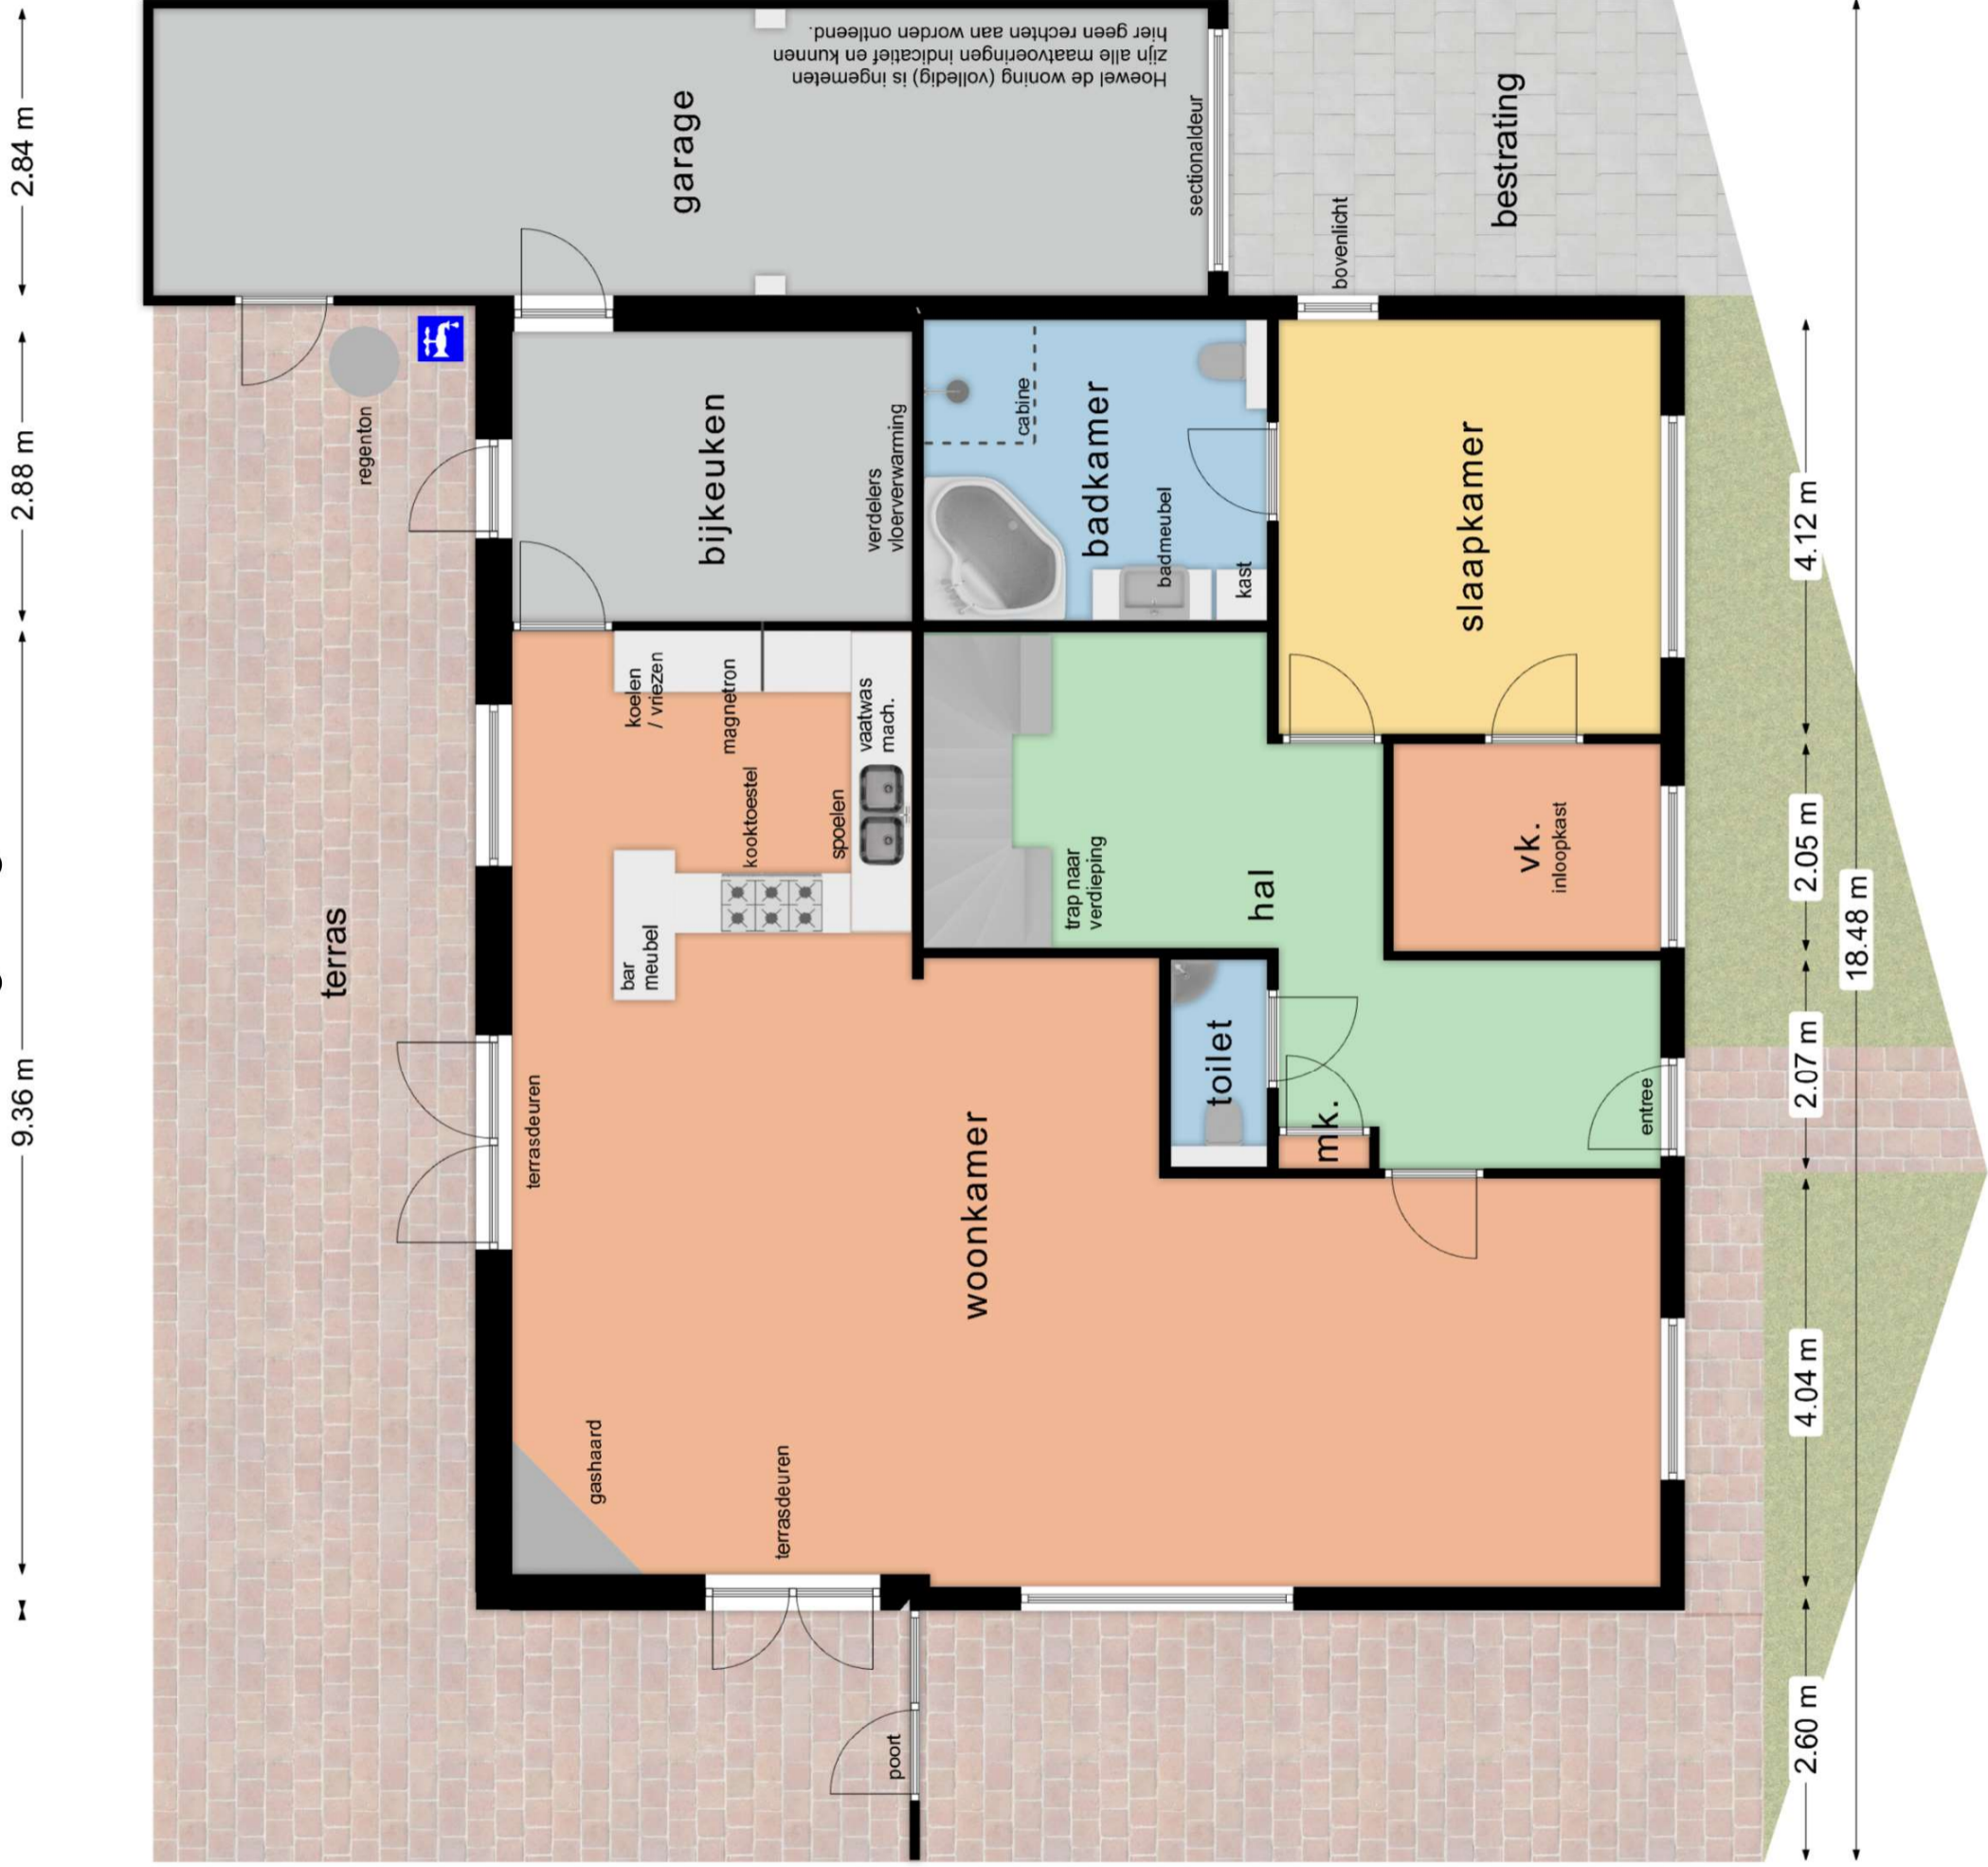 2.84 m
2.88 m
9.36 m
garage
Hoewel de woning (volledig) is ingemeten
zijn alle maatvoeringen indicatief en kunnen
hier geen rechten aan worden ontleend.
sectionaldeur
bestrating
bovenlicht
regenton
terras
bijkeuken
verdelers
vloerverwarming
cabine
badkamer
badmeubel
kast
slaapkamer
koelen
/ vriezen
magnetron
kooktoestel
spoelen
vaatwas
mach.
bar
meubel
trap naar
verdieping
hal
vk.
inloopkast
toilet
mk.
entree
terrasdeuren
woonkamer
gashaard
terrasdeuren
poort
4.12 m
2.05 m
2.07 m
4.04 m
2.60 m
18.48 m